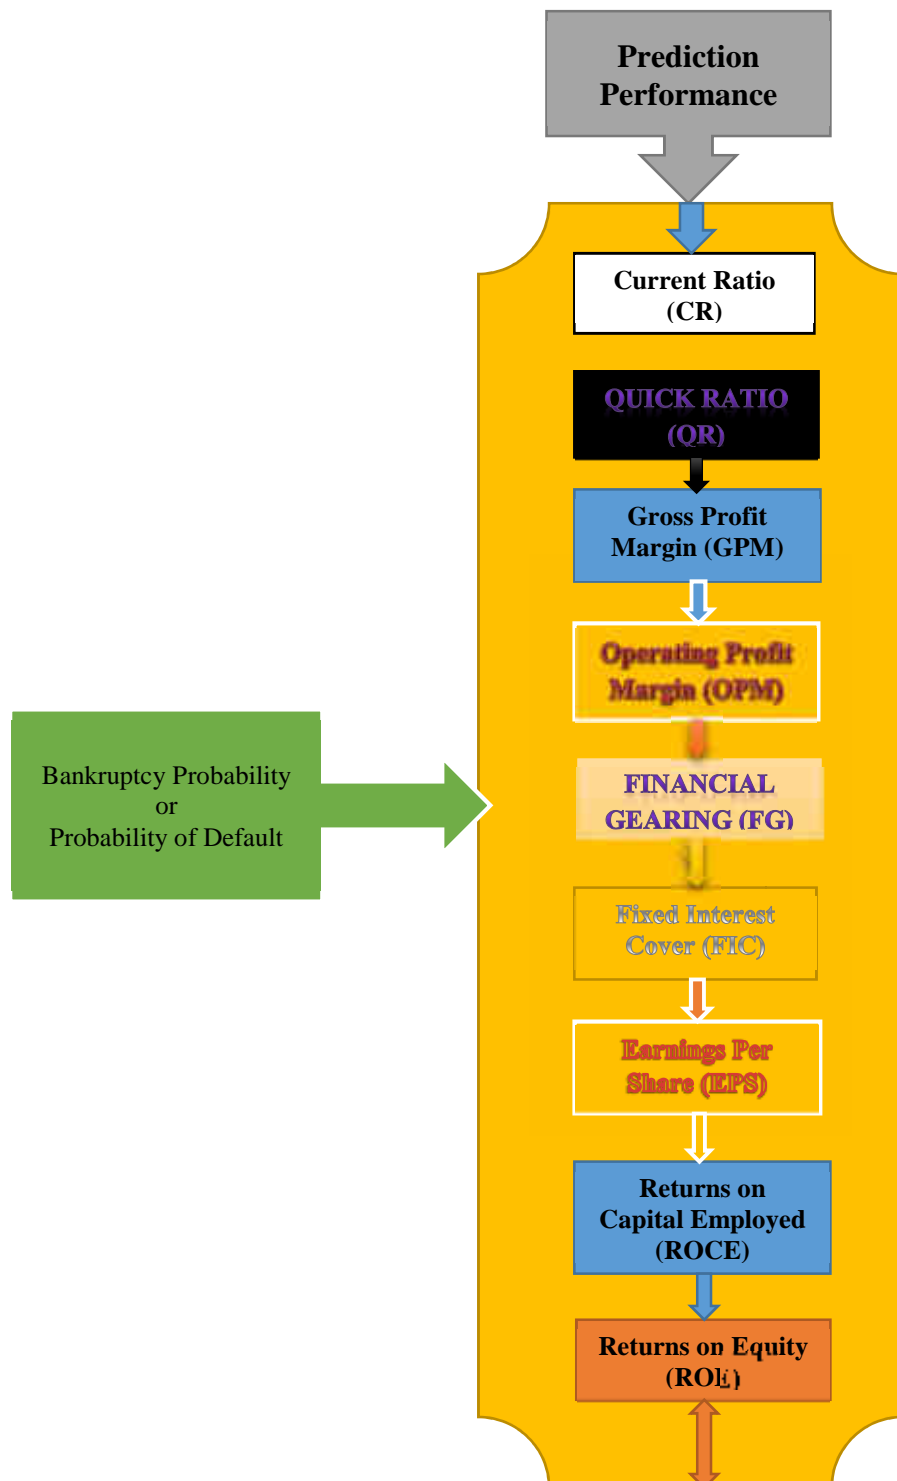 Prediction
Performance
Current Ratio
(CR)
QUICK RATIO
(QR)
Gross Profit
Margin (GPM)
Operating Profit
Margin (OPM)
Bankruptcy Probability
or
Probability of Default
FINANCIAL
GEARING (FG)
Fixed Interest
Cover (FIC)
Earnings Per
Share (EPS)
Returns on
Capital Employed
(ROCE)
Returns on Equity
(ROE)